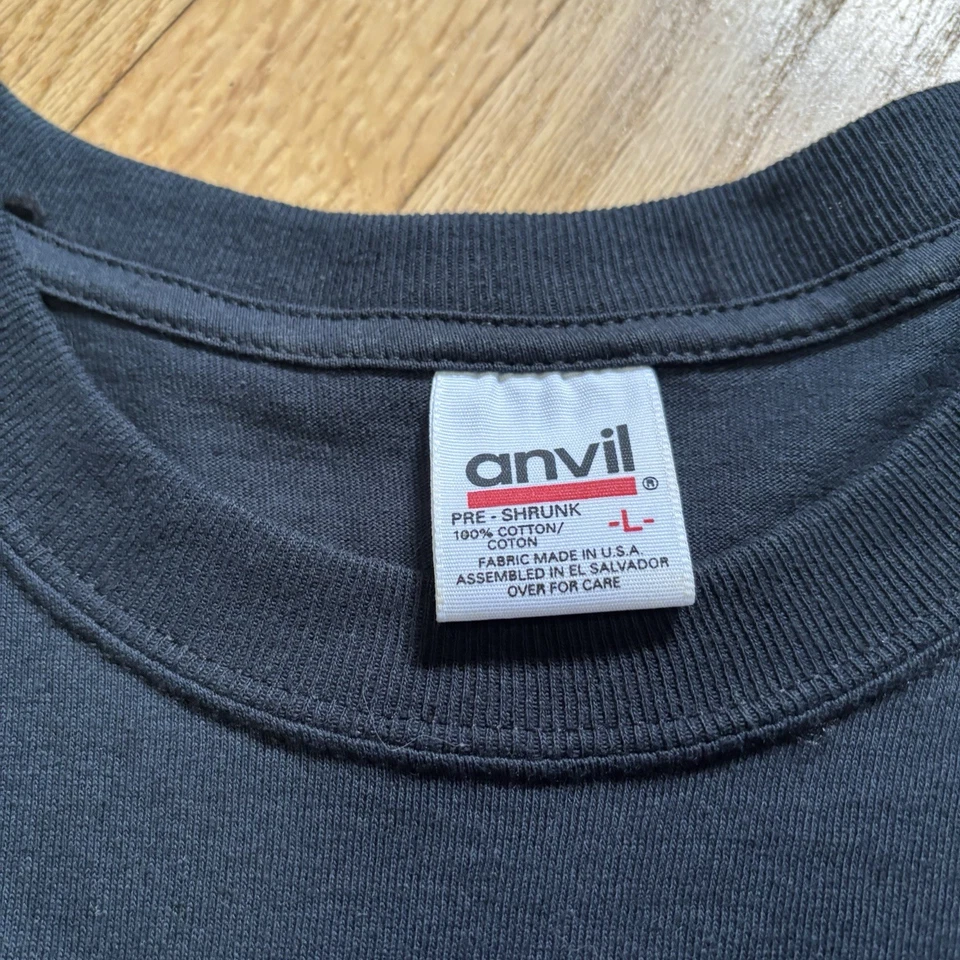 anvil®
PRE - SHRUNK
-L-
100% COTTON/
COTON
FABRIC MADE IN U.S.A.
ASSEMBLED IN EL SALVADOR
OVER FOR CARE